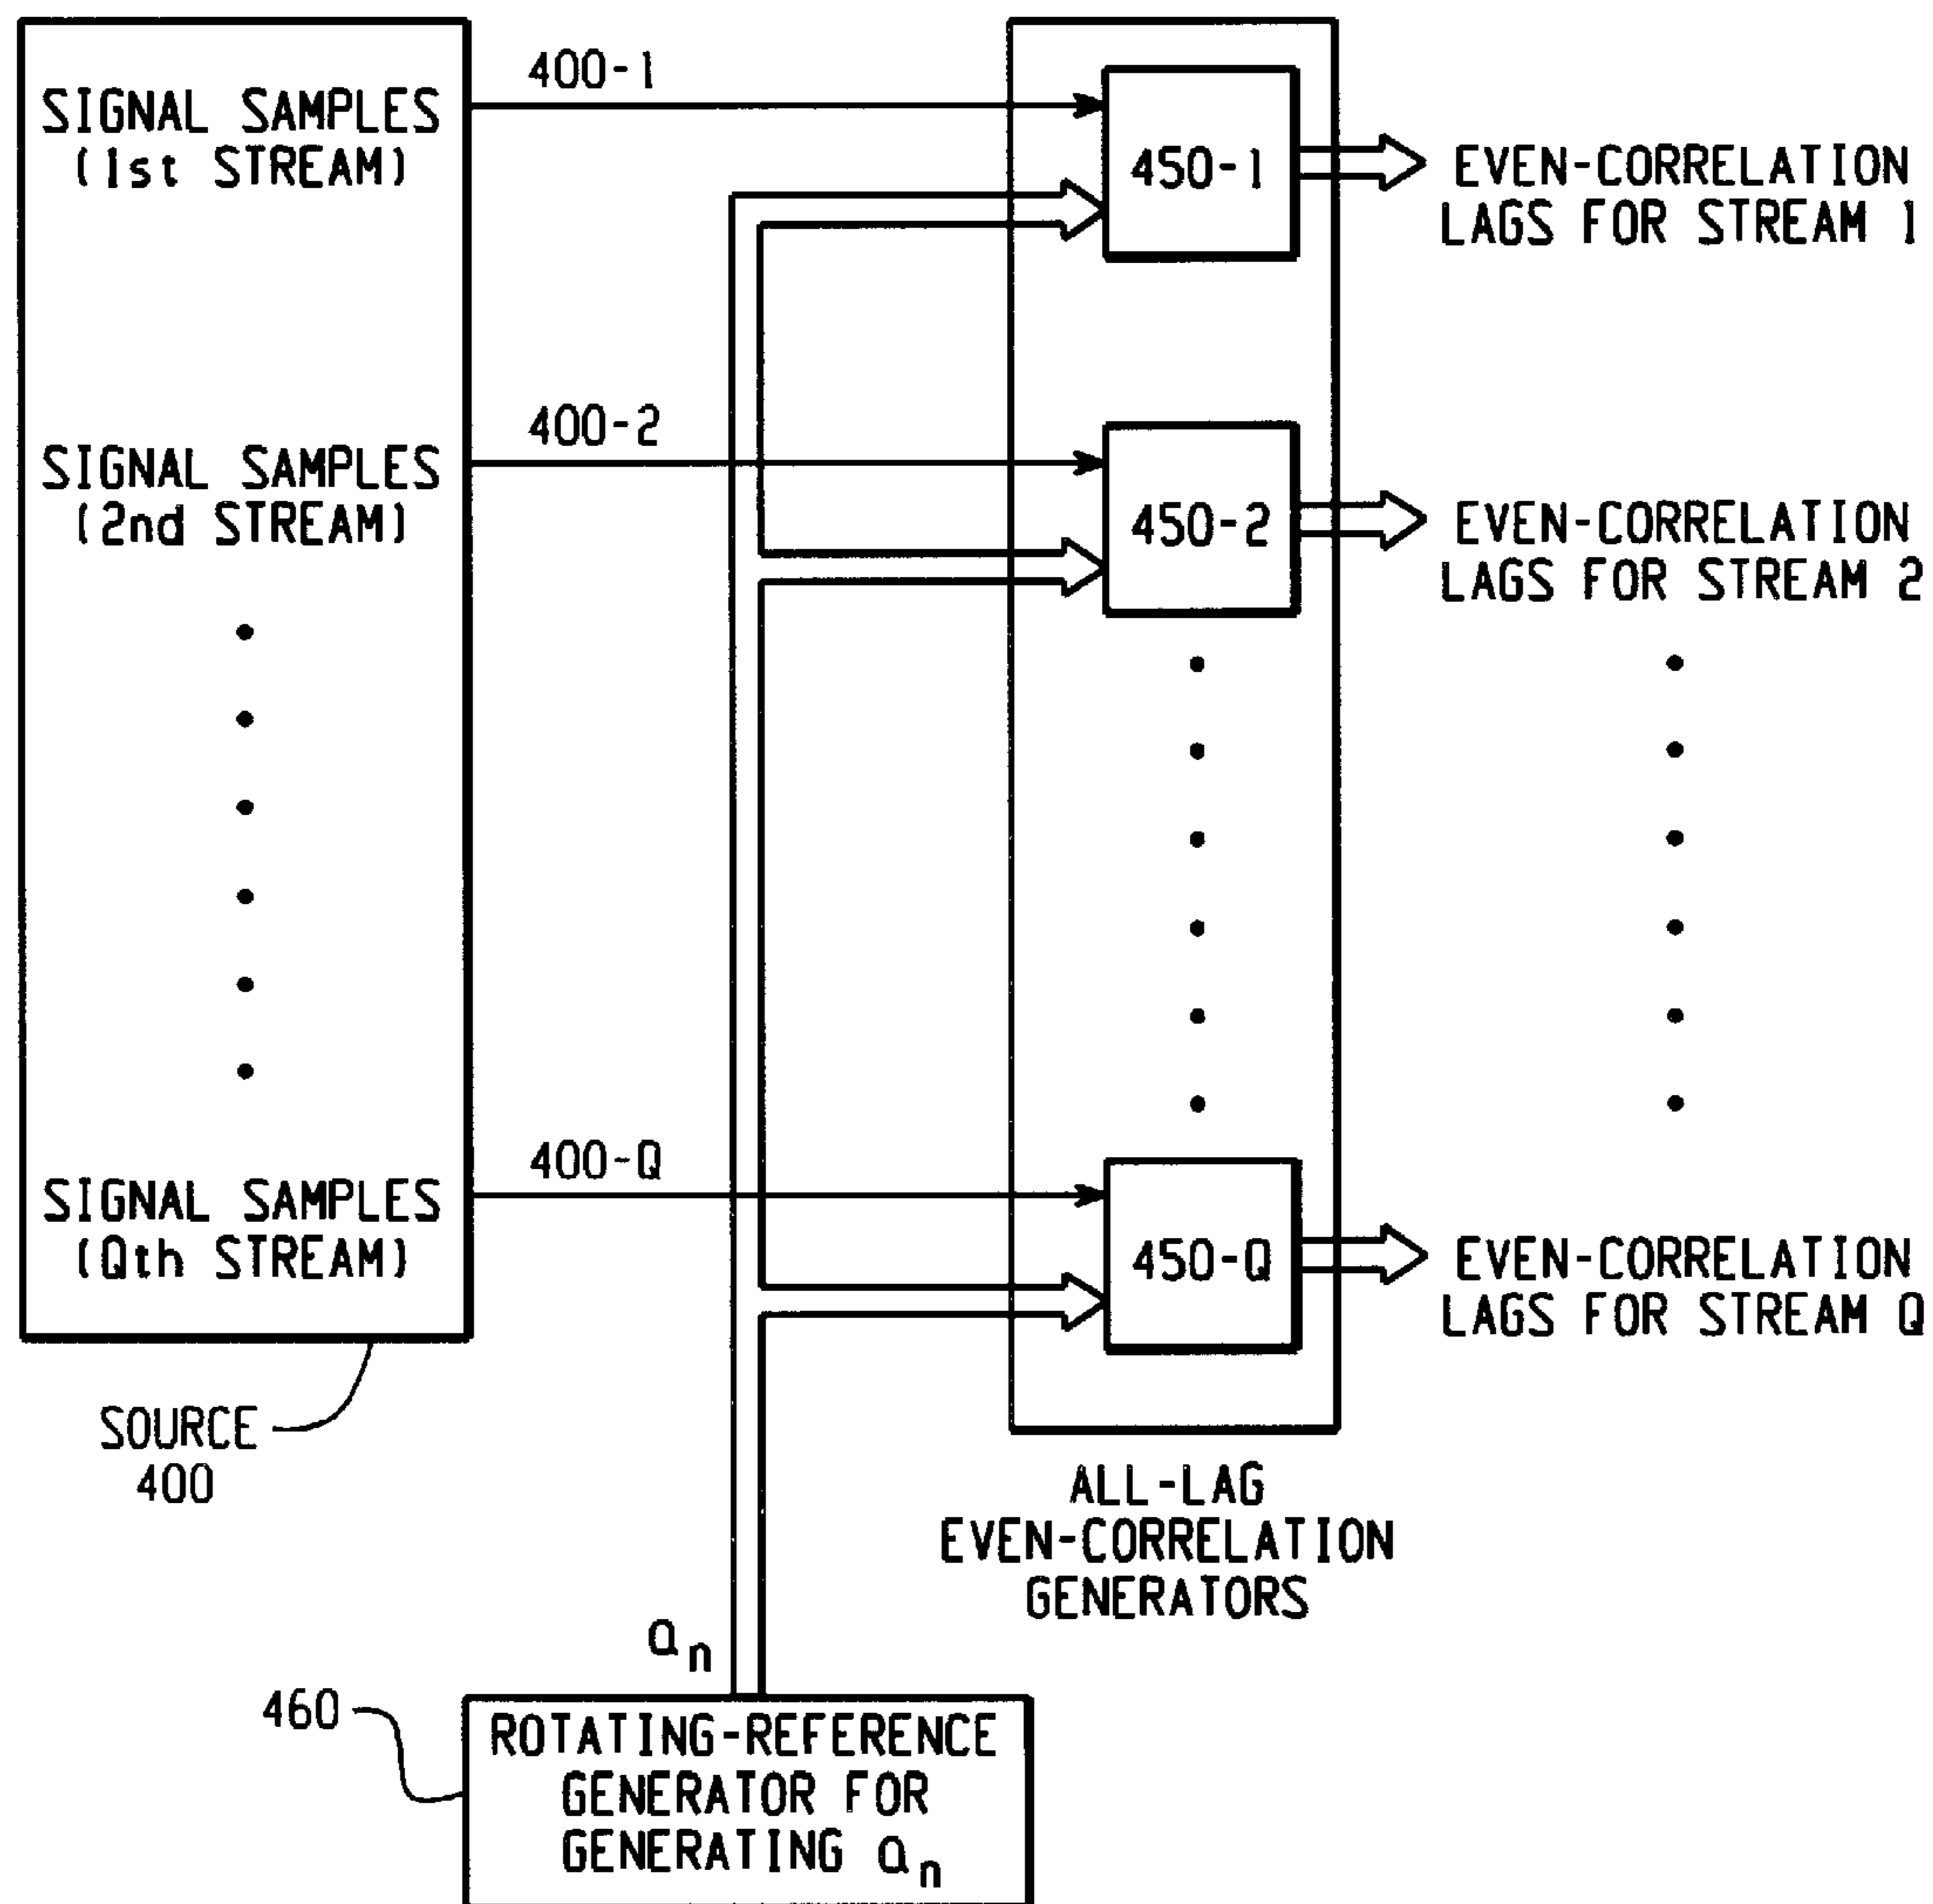 400-1
SIGNAL SAMPLES
(1st STREAM)
450-1
EVEN-CORRELATION
LAGS FOR STREAM 1
400-2
SIGNAL SAMPLES
(2nd STREAM)
450-2
EVEN-CORRELATION
LAGS FOR STREAM 2
400-Q
SIGNAL SAMPLES
(Qth STREAM)
450-Q
EVEN-CORRELATION
LAGS FOR STREAM Q
SOURCE
400
ALL-LAG
EVEN-CORRELATION
GENERATORS
an
460
ROTATING-REFERENCE
GENERATOR FOR
GENERATING an